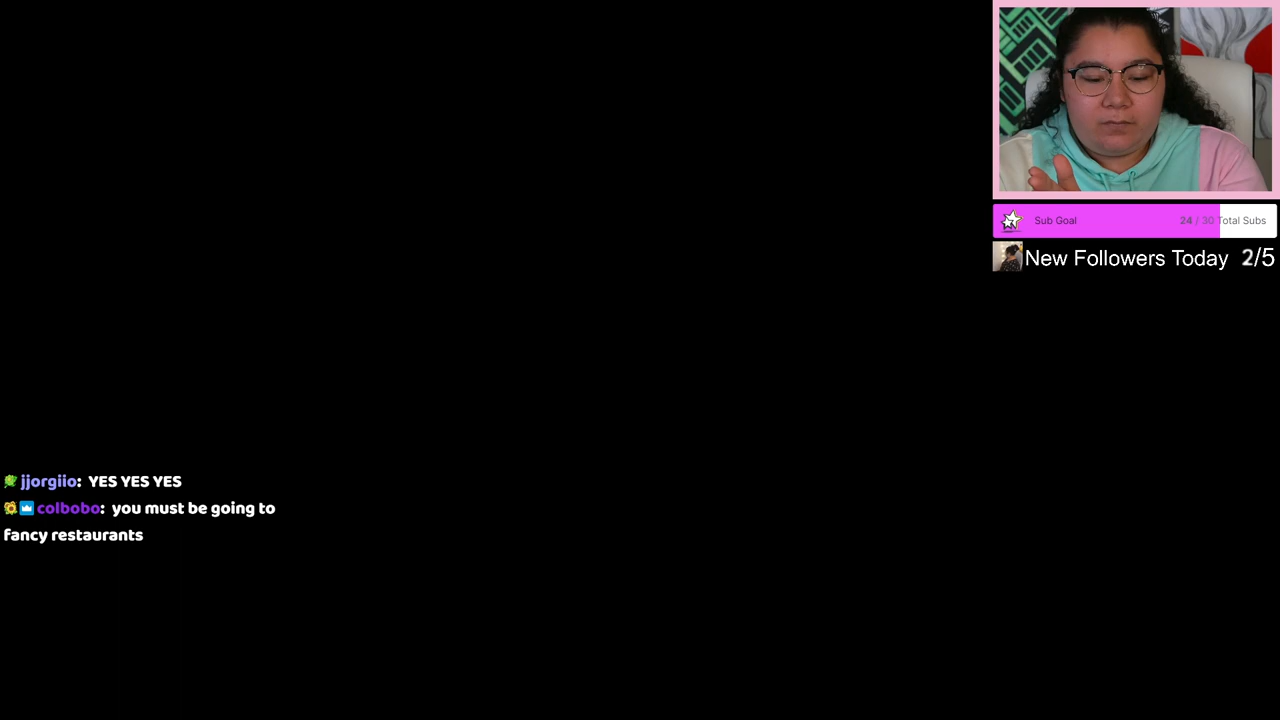 Sub Goal 24 / 30 Total Subs
New Followers Today 2/5
jjorgiio: YES YES YES
colbobo: you must be going to
fancy restaurants